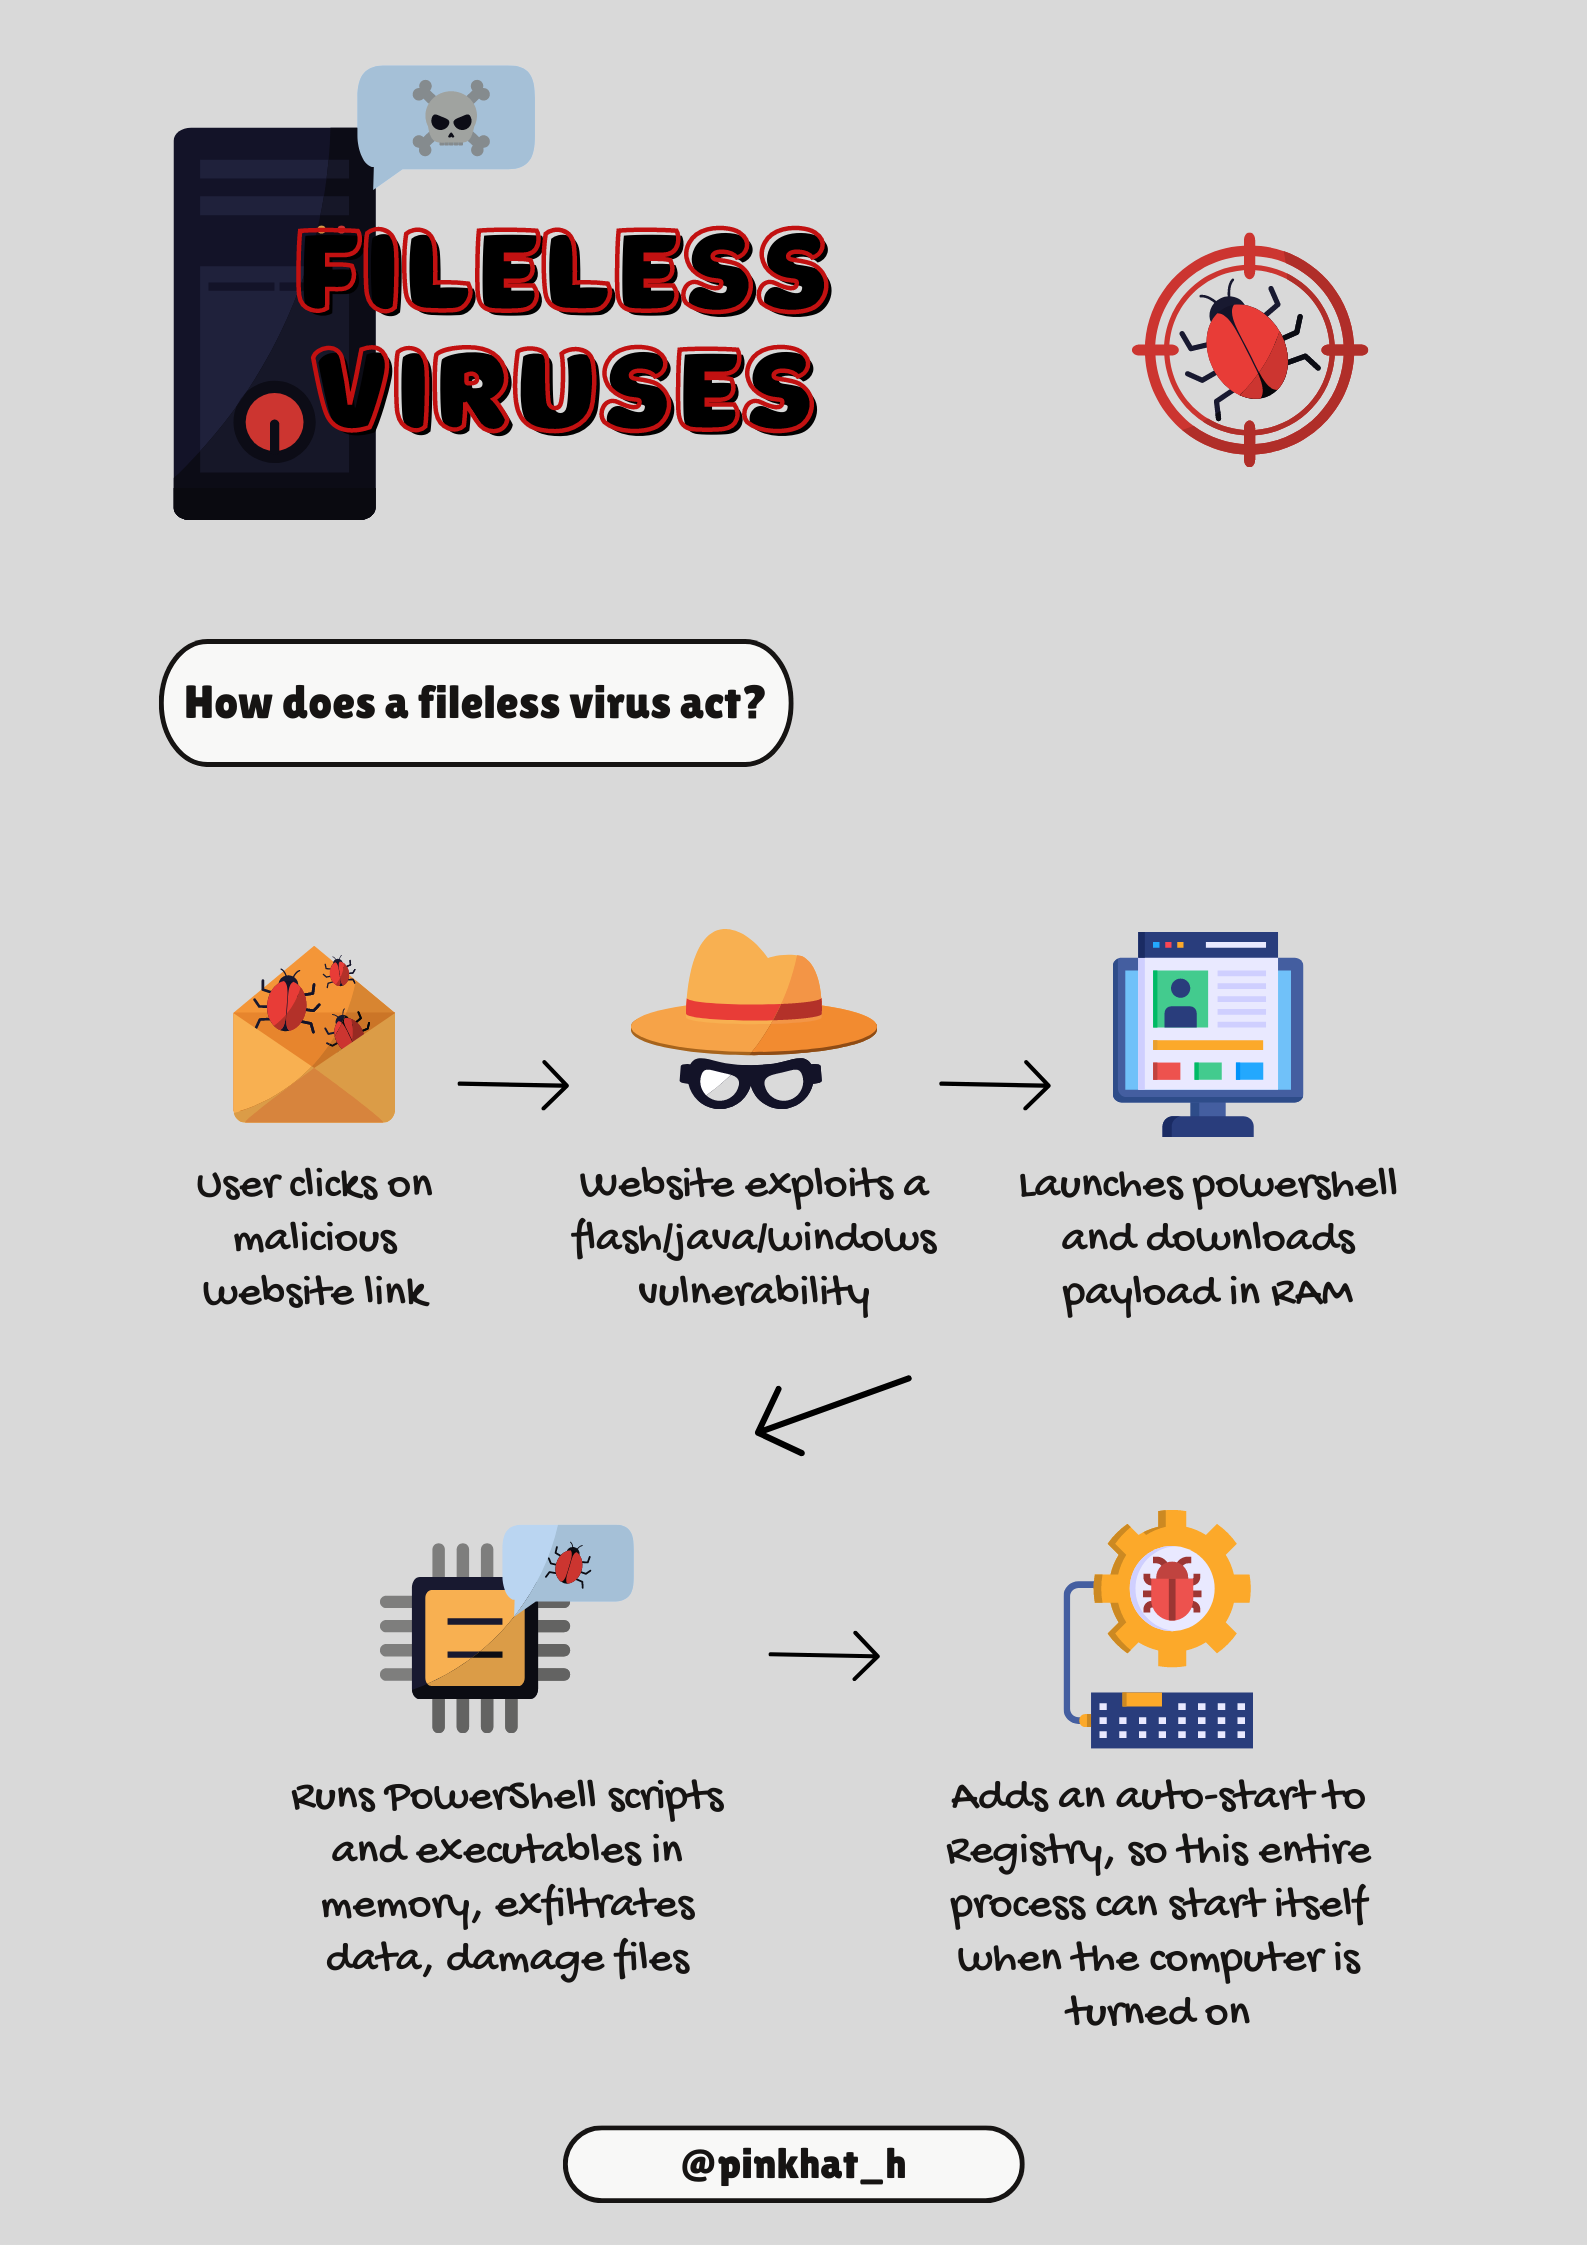 FILELESS
VIRUSES
How does a fileless virus act?
User clicks on
malicious
website link
Website exploits a
flash/java/windows
vulnerability
Launches powershell
and downloads
payload in RAM
Runs PowerShell scripts
and executables in
memory, exfiltrates
data, damage files
Adds an auto-start to
Registry, so this entire
process can start itself
when the computer is
turned on
@pinkhat_h